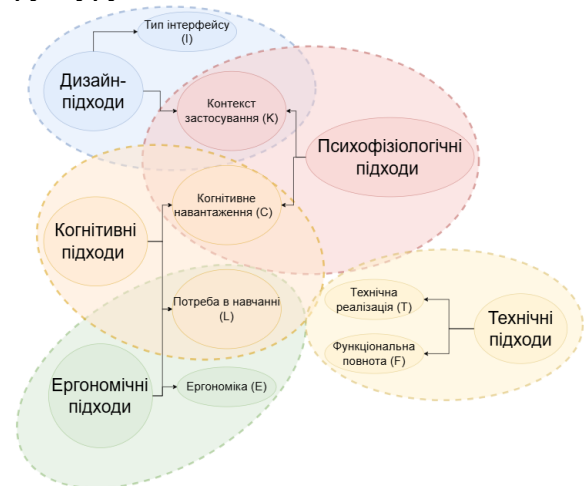 Тип інтерфейсу
(I)
Дизайн-
підходи
Контекст
застосування (K)
Психофізіологічні
підходи
Когнітивне
навантаження (C)
Когнітивні
підходи
Потреба в навчанні
(L)
Технічна
реалізація (T)
Функціональна
повнота (F)
Технічні
підходи
Ергономічні
підходи
Ергономіка (E)